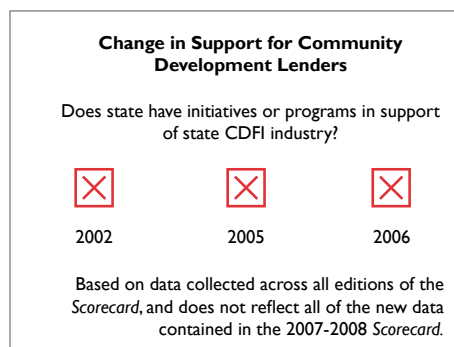 Change in Support for Community
Development Lenders
Does state have initiatives or programs in support
of state CDFI industry?
2002 2005 2006
Based on data collected across all editions of the
Scorecard, and does not reflect all of the new data
contained in the 2007-2008 Scorecard.